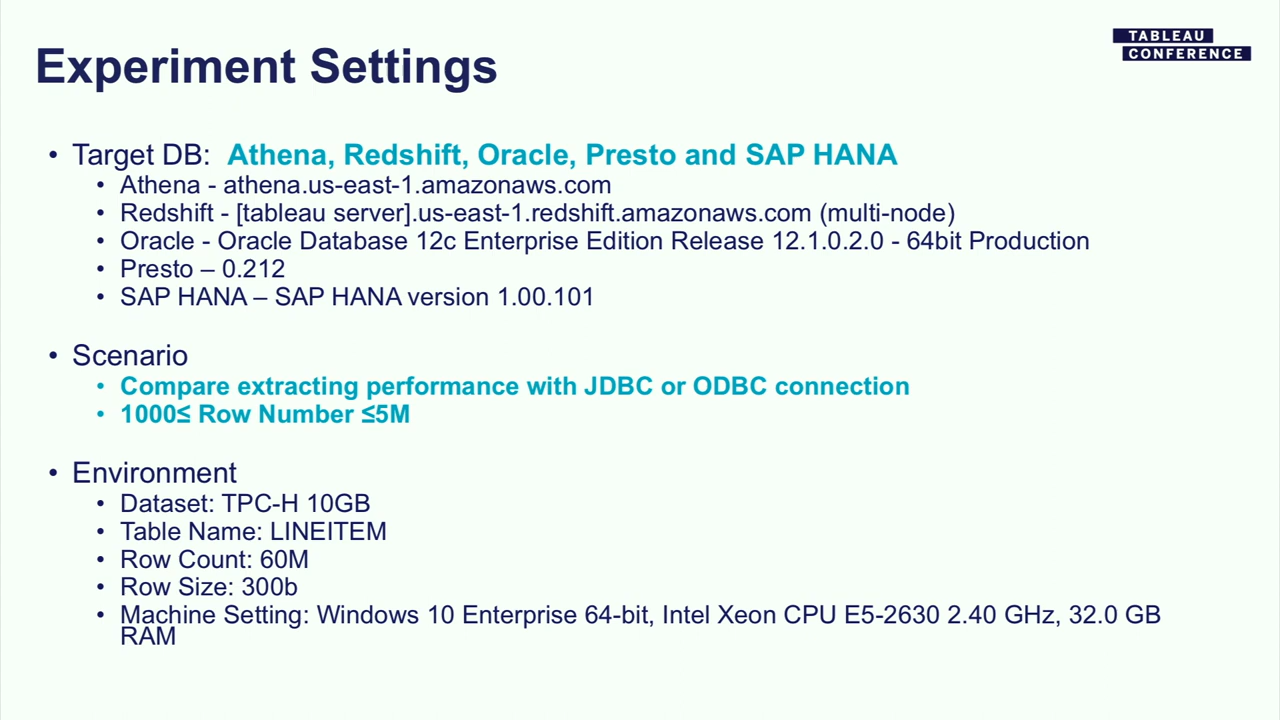 TABLEAU
CONFERENCE
Experiment Settings
• Target DB: Athena, Redshift, Oracle, Presto and SAP HANA
• Athena - athena.us-east-1.amazonaws.com
• Redshift - [tableau server].us-east-1.redshift.amazonaws.com (multi-node)
• Oracle - Oracle Database 12c Enterprise Edition Release 12.1.0.2.0 - 64bit Production
• Presto – 0.212
• SAP HANA – SAP HANA version 1.00.101
• Scenario
• Compare extracting performance with JDBC or ODBC connection
• 1000≤ Row Number ≤5M
• Environment
• Dataset: TPC-H 10GB
• Table Name: LINEITEM
• Row Count: 60M
• Row Size: 300b
• Machine Setting: Windows 10 Enterprise 64-bit, Intel Xeon CPU E5-2630 2.40 GHz, 32.0 GB
RAM